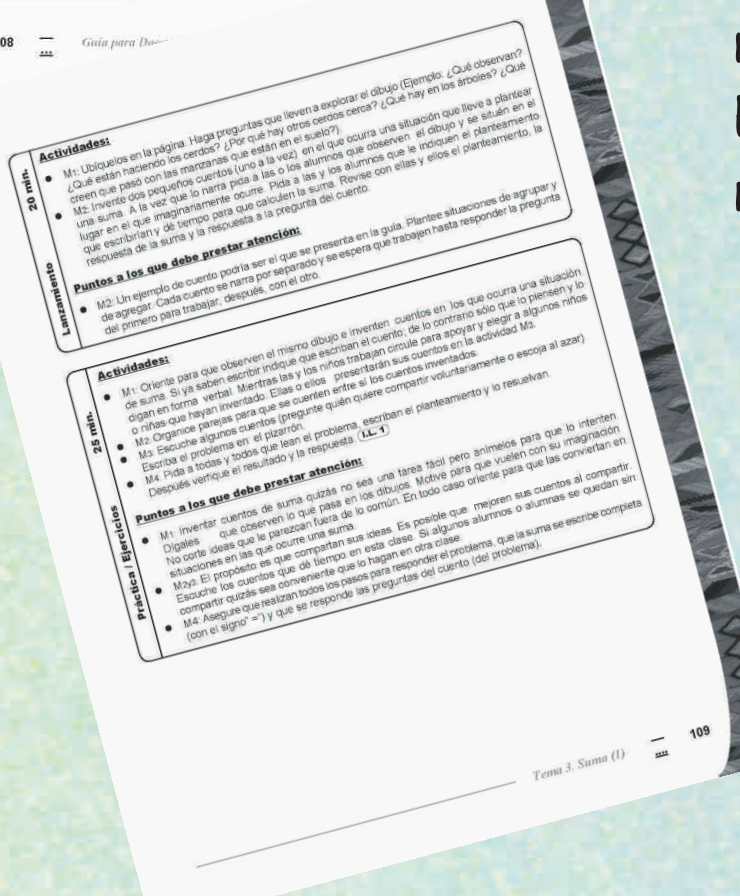 08
Guía para Do
20 min.
Lanzamiento
Actividades:
M1: Ubíquelos en la página. Haga preguntas que lleven a explorar el dibujo (Ejemplo: ¿Qué observan?
¿Qué están haciendo los cerdos? ¿Por qué hay otros cerdos cerca? ¿Qué hay en los árboles? ¿Qué
creen que pasó con las manzanas que están en el suelo?).
M2: Invente dos pequeños cuentos (uno a la vez) en el que ocurra una situación que lleve a plantear
una suma. A la vez que lo narra pida a las o los alumnos que observen el dibujo y se sitúen en el
lugar en el que imaginariamente ocurre. Pida a las y los alumnos que le indiquen el planteamiento
que escribirían y dé tiempo para que calculen la suma. Revise con ellas y ellos el planteamiento, la
respuesta de la suma y la respuesta a la pregunta del cuento.
Puntos a los que debe prestar atención:
M2: Un ejemplo de cuento podría ser el que se presenta en la guía. Plantee situaciones de agrupar y
de agregar. Cada cuento se narra por separado y se espera que trabajen hasta responder la pregunta
del primero para trabajar, después, con el otro.
25 min.
Práctica / Ejercicios
Actividades:
M1: Oriente para que observen el mismo dibujo e inventen cuentos en los que ocurra una situación
de suma. Si ya saben escribir indique que escriban el cuento; de lo contrario sólo que lo piensen y lo
digan en forma verbal. Mientras las y los niños trabajan circule para apoyar y elegir a algunos niños
o niñas que hayan inventado. Ellas o ellos presentarán sus cuentos en la actividad M3.
M2: Organice parejas para que se cuenten entre sí los cuentos inventados.
M3: Escuche algunos cuentos (pregunte quién quiere compartir voluntariamente o escoja al azar)
Escriba el problema en el pizarrón.
M4: Pida a todas y todos que lean el problema, escriban el planteamiento y lo resuelvan.
Después verifique el resultado y la respuesta. I.L. 1
Puntos a los que debe prestar atención:
M1: Inventar cuentos de suma quizás no sea una tarea fácil pero anímelos para que lo intenten.
Dígales que observen lo que pasa en los dibujos. Motive para que vuelen con su imaginación
No corte ideas que le parezcan fuera de lo común. En todo caso oriente para que las conviertan en
situaciones en las que ocurre una suma.
M2y3: El propósito es que compartan sus ideas. Es posible que mejoren sus cuentos al compartir.
Escuche los cuentos que dé tiempo en esta clase. Si algunos alumnos o alumnas se quedan sin
compartir quizás sea conveniente que lo hagan en otra clase.
M4: Asegure que realizan todos los pasos para responder el problema, que la suma se escribe completa
(con el signo" =") y que se responde las preguntas del cuento (del problema).
Tema 3. Suma (1)
109